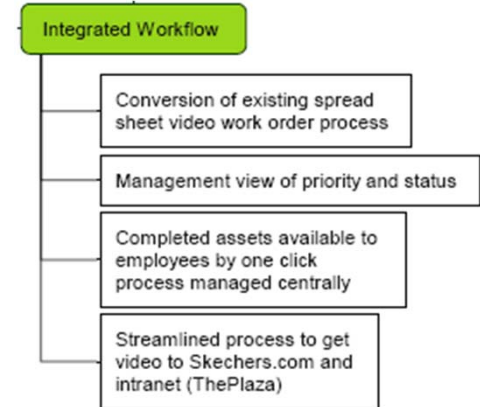 Integrated Workflow
Conversion of existing spread
sheet video work order process
Management view of priority and status
Completed assets available to
employees by one click
process managed centrally
Streamlined process to get
video to Skechers.com and
intranet (ThePlaza)